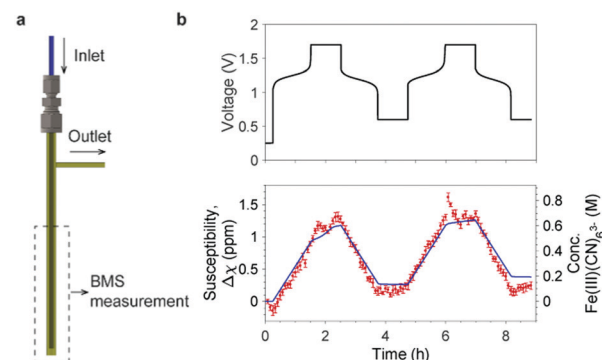 a
Inlet
Outlet
BMS
measurement
b
Voltage (V)
2
1.5
1
0.5
0
Susceptibility,
Δχ (ppm)
1.5
1
0.5
0
0.8
0.6
0.4
0.2
0
Conc.
Fe(III)(CN)₆³⁻ (M)
0 2 4 6 8
Time (h)